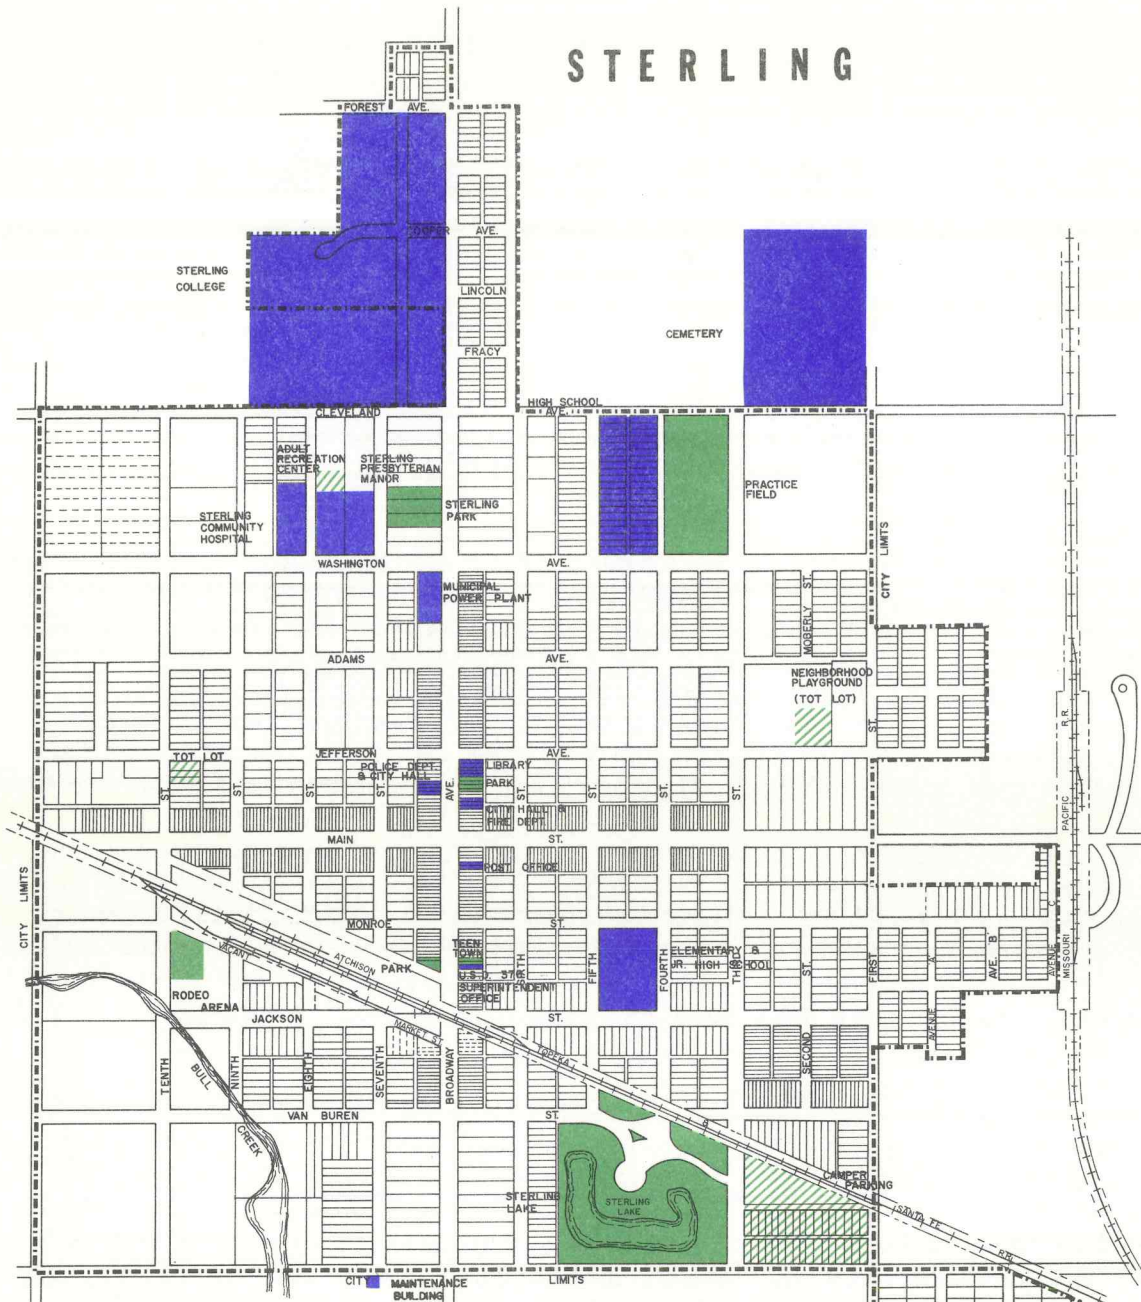 STERLING
FOREST AVE.
COOPER AVE.
STERLING
COLLEGE
LINCOLN
CEMETERY
FRACY
HIGH SCHOOL
AVE.
CLEVELAND
ADULT
RECREATION
CENTER
STERLING
PRESBYTERIAN
MANOR
STERLING
PARK
PRACTICE
FIELD
STERLING
COMMUNITY
HOSPITAL
CITY LIMITS
WASHINGTON
AVE.
MUNICIPAL
POWER PLANT
MOBERLY ST.
ADAMS
AVE.
NEIGHBORHOOD
PLAYGROUND
(TOT LOT)
ST.
R.R.
TOT LOT
JEFFERSON
AVE.
POLICE DEPT.
& CITY HALL
LIBRARY
PARK
ST.
ST.
ST.
ST.
AVE.
ST.
ST.
ST.
ST.
CITY HALL &
FIRE DEPT.
PACIFIC
MAIN
ST.
CITY LIMITS
POST OFFICE
MONROE
ST.
VACANT
ATCHISON
PARK
TEEN
TOWN
U.S.D. 376
SUPERINTENDENT
OFFICE
FIFTH
FOURTH
ELEMENTARY &
JR. HIGH SCHOOL
THIRD
ST.
FIRST
AVENUE A
AVE. B
AVENUE C
MISSOURI
RODEO
ARENA
JACKSON
ST.
MARKET ST.
TOPEKA
TENTH
NINTH
EIGHTH
SEVENTH
BROADWAY
SECOND
BULL
CREEK
VAN BUREN
ST.
&
CAMPER
PARKING
STERLING
LAKE
STERLING
LAKE
SANTA FE
R.R.
CITY
LIMITS
MAINTENANCE
BUILDING